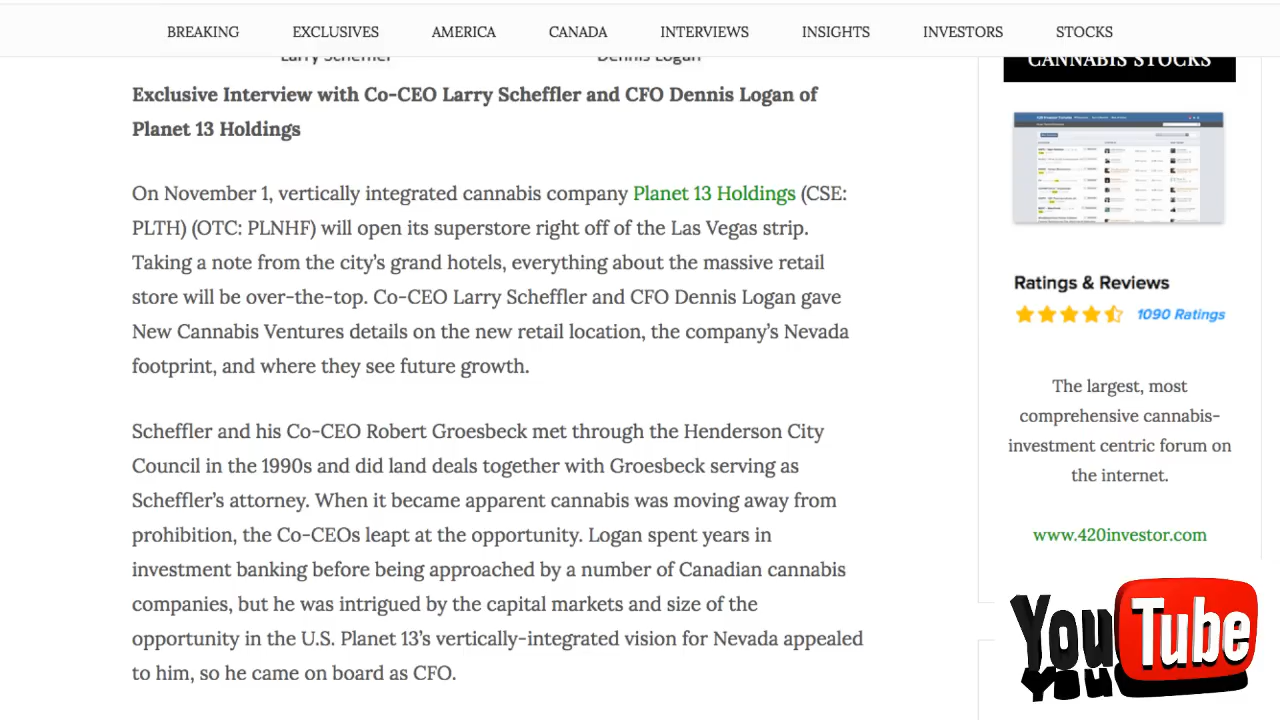 BREAKING EXCLUSIVES AMERICA CANADA INTERVIEWS INSIGHTS INVESTORS STOCKS
Larry Scheffler Dennis Logan
Exclusive Interview with Co-CEO Larry Scheffler and CFO Dennis Logan of
Planet 13 Holdings
On November 1, vertically integrated cannabis company Planet 13 Holdings (CSE:
PLTH) (OTC: PLNHF) will open its superstore right off of the Las Vegas strip.
Taking a note from the city’s grand hotels, everything about the massive retail
store will be over-the-top. Co-CEO Larry Scheffler and CFO Dennis Logan gave
New Cannabis Ventures details on the new retail location, the company’s Nevada
footprint, and where they see future growth.
Scheffler and his Co-CEO Robert Groesbeck met through the Henderson City
Council in the 1990s and did land deals together with Groesbeck serving as
Scheffler’s attorney. When it became apparent cannabis was moving away from
prohibition, the Co-CEOs leapt at the opportunity. Logan spent years in
investment banking before being approached by a number of Canadian cannabis
companies, but he was intrigued by the capital markets and size of the
opportunity in the U.S. Planet 13’s vertically-integrated vision for Nevada appealed
to him, so he came on board as CFO.
CANNABIS STOCKS
Ratings & Reviews
1090 Ratings
The largest, most
comprehensive cannabis-
investment centric forum on
the internet.
www.420investor.com
YouTube